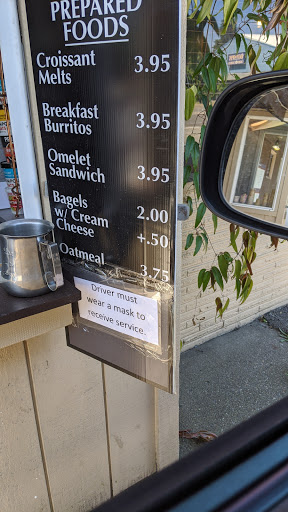 PREPARED
FOODS
Croissant
Melts 3.95
Breakfast
Burritos 3.95
Omelet
Sandwich 3.95
Bagels 2.00
w/ Cream
Cheese +.50
Oatmeal 3.75
Driver must
wear a mask to
receive service.